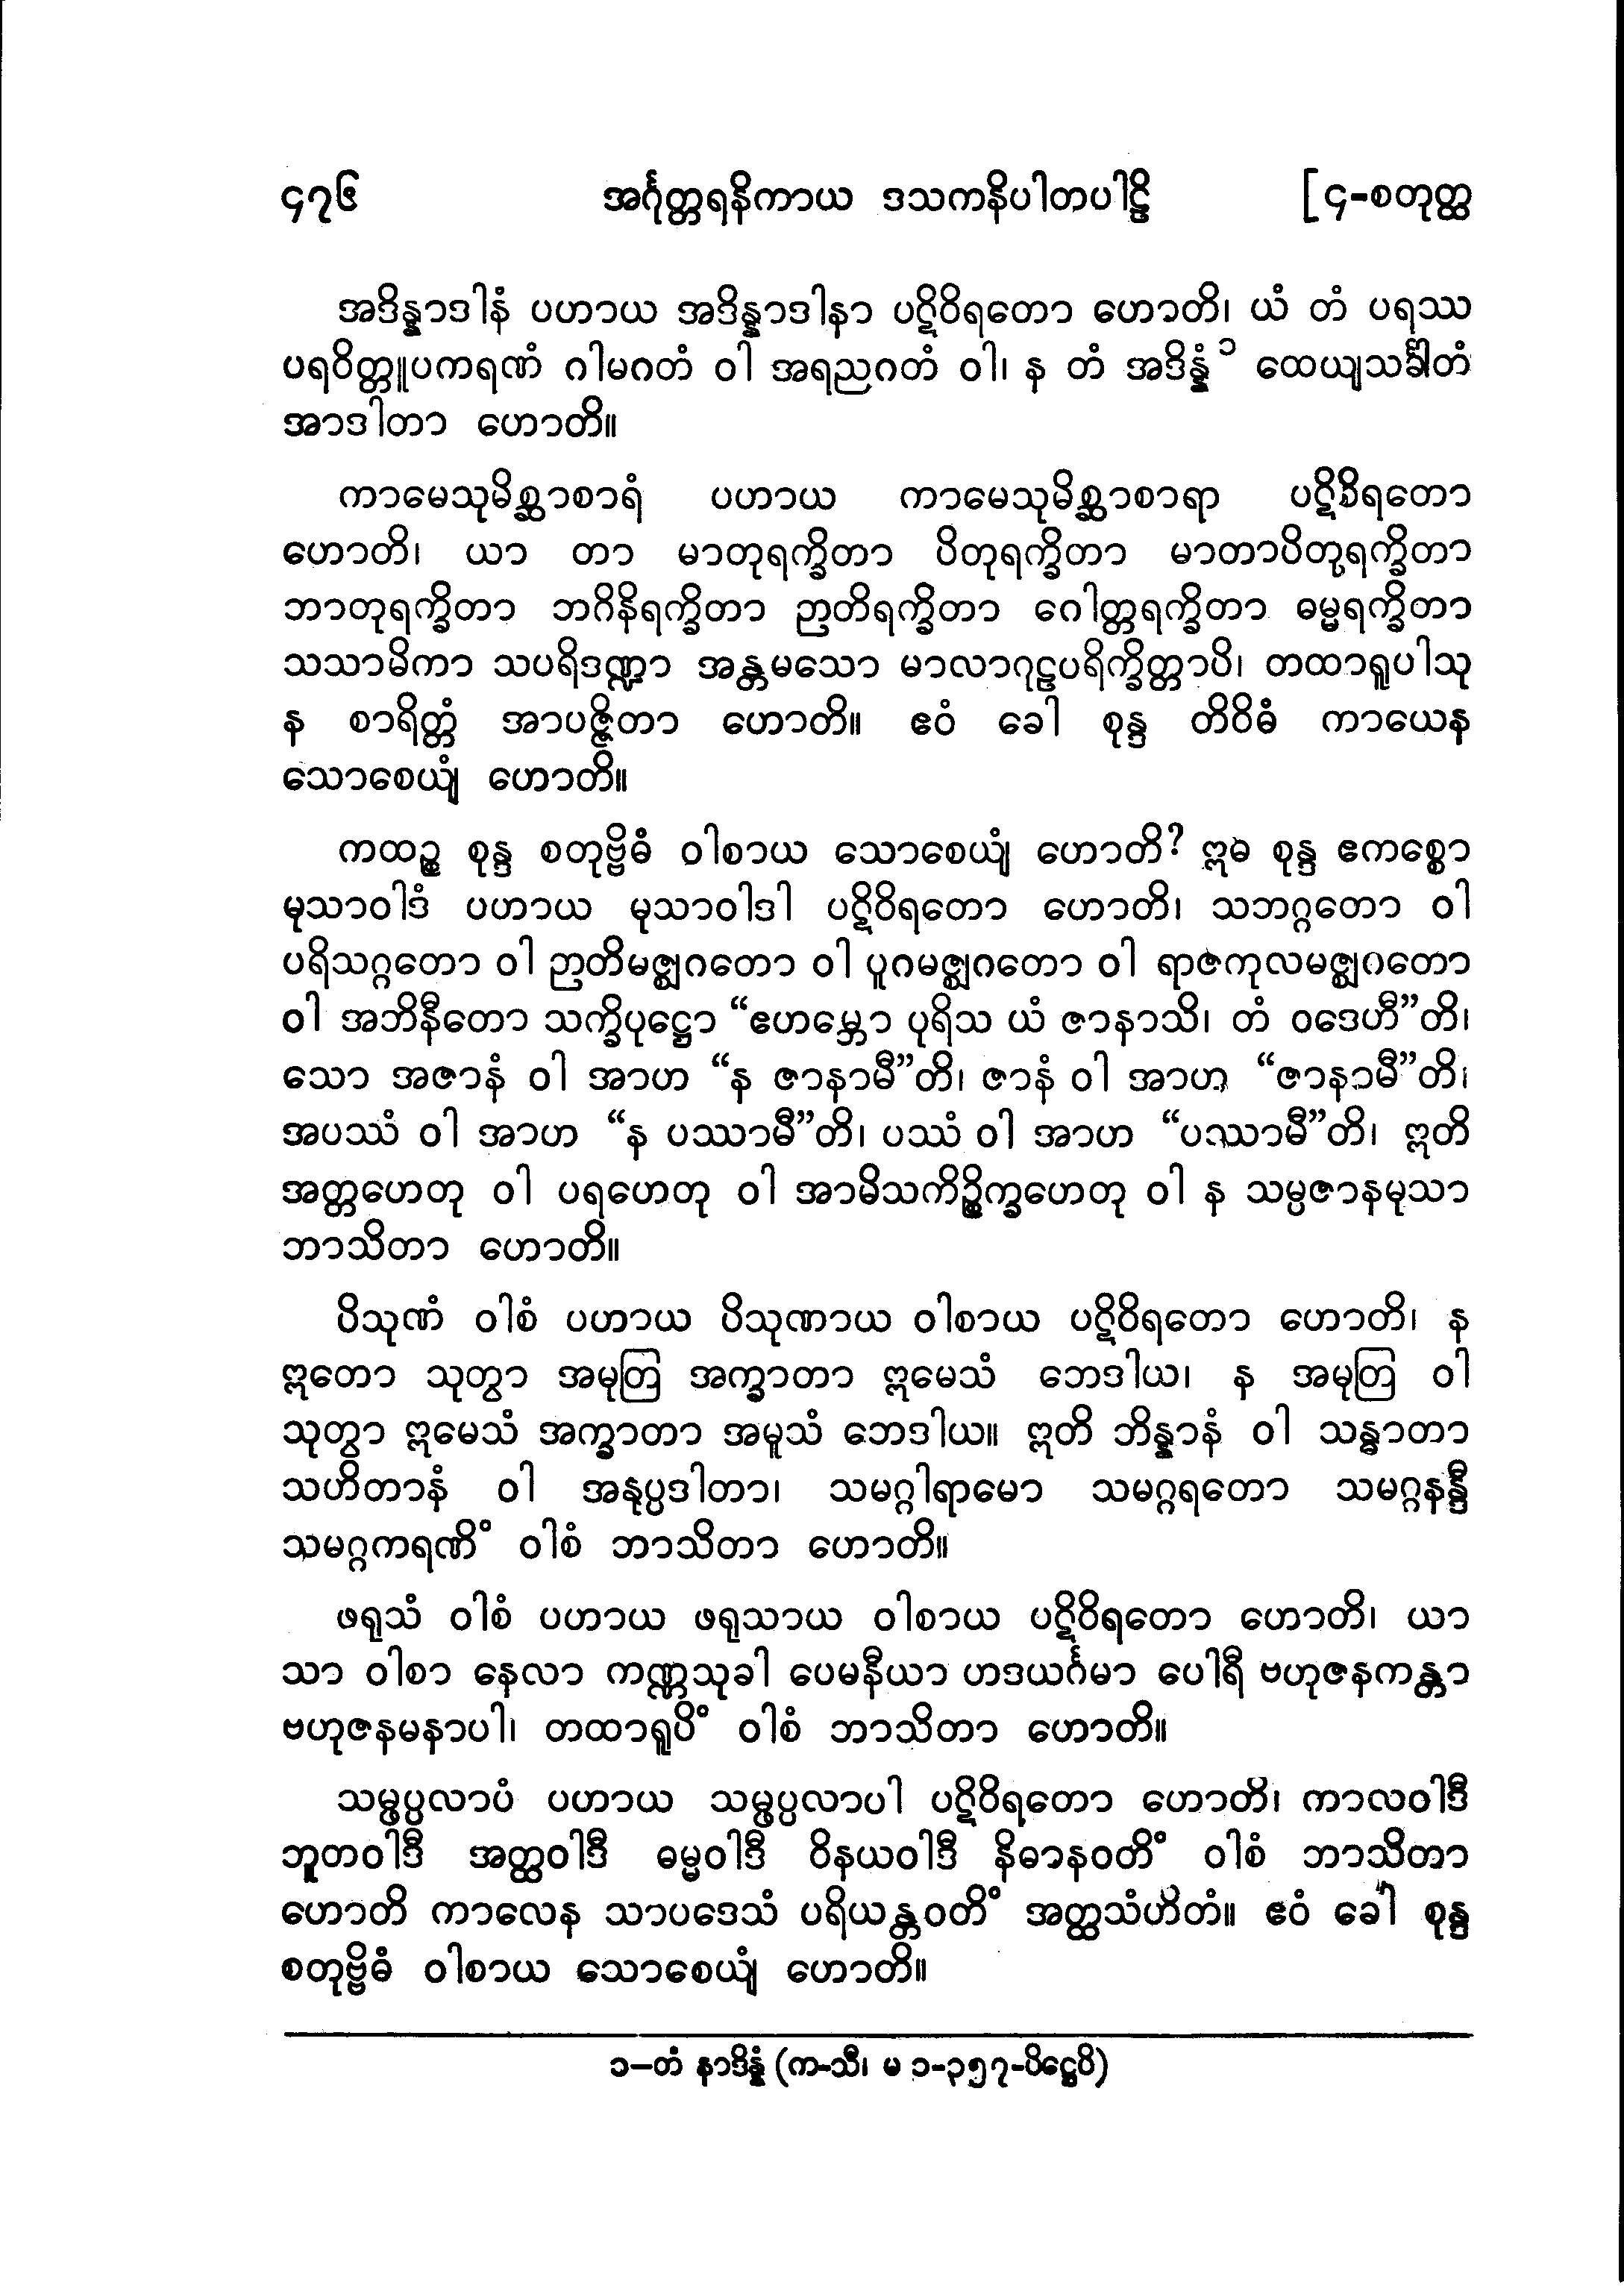 ၄၇၆ အင်္ဂုတ္တရနိကာယ ဒသကနိပါတပါဠိ [၄-စတုတ္ထ
အဒိန္နာဒါနံ ပဟာယ အဒိန္နာဒါနာ ပဋိဝိရတော ဟောတိ၊ ယံ တံ ပရဿ
ပရဝိတ္တူပကရဏံ ဂါမဂတံ ဝါ အရညဂတံ ဝါ၊ န တံ အဒိန္နံ ၁ ထေယျသင်္ခါတံ
အာဒါတာ ဟောတိ။
ကာမေသုမိစ္ဆာစာရံ ပဟာယ ကာမေသုမိစ္ဆာစာရာ ပဋိဝိရတော
ဟောတိ၊ ယာ တာ မာတုရက္ခိတာ ပိတုရက္ခိတာ မာတာပိတုရက္ခိတာ
ဘာတုရက္ခိတာ ဘဂိနိရက္ခိတာ ဉာတိရက္ခိတာ ဂေါတ္တရက္ခိတာ ဓမ္မရက္ခိတာ
သသာမိကာ သပရိဒဏ္ဍာ အန္တမသော မာလာဂုဠပရိက္ခိတ္တာပိ၊ တထာရူပါသု
န စာရိတ္တံ အာပဇ္ဇိတာ ဟောတိ။ ဧဝံ ခေါ စုန္ဒ တိဝိဓံ ကာယေန
သောစေယျံ ဟောတိ။
ကထဉ္စ စုန္ဒ စတုဗ္ဗိဓံ ဝါစာယ သောစေယျံ ဟောတိ? ဣဓ စုန္ဒ ဧကစ္စော
မုသာဝါဒံ ပဟာယ မုသာဝါဒါ ပဋိဝိရတော ဟောတိ၊ သဘဂ္ဂတော ဝါ
ပရိသဂ္ဂတော ဝါ ဉာတိမဇ္ဈဂတော ဝါ ပူဂမဇ္ဈဂတော ဝါ ရာဇကုလမဇ္ဈဂတော
ဝါ အဘိနီတော သက္ခိပုဋ္ဌော “ဧဟမ္ဘော ပုရိသ ယံ ဇာနာသိ၊ တံ ဝဒေဟီ”တိ၊
သော အဇာနံ ဝါ အာဟ “န ဇာနာမီ”တိ၊ ဇာနံ ဝါ အာဟ “ဇာနာမီ”တိ၊
အပဿံ ဝါ အာဟ “န ပဿာမီ”တိ၊ ပဿံ ဝါ အာဟ “ပဿာမီ”တိ၊ ဣတိ
အတ္တဟေတု ဝါ ပရဟေတု ဝါ အာမိသကိဉ္စိက္ခဟေတု ဝါ န သမ္ပဇာနမုသာ
ဘာသိတာ ဟောတိ။
ပိသုဏံ ဝါစံ ပဟာယ ပိသုဏာယ ဝါစာယ ပဋိဝိရတော ဟောတိ၊ န
ဣတော သုတွာ အမုတြ အက္ခာတာ ဣမေသံ ဘေဒါယ၊ န အမုတြ ဝါ
သုတွာ ဣမေသံ အက္ခာတာ အမူသံ ဘေဒါယ။ ဣတိ ဘိန္နာနံ ဝါ သန္ဓာတာ
သဟိတာနံ ဝါ အနုပ္ပဒါတာ၊ သမဂ္ဂါရာမော သမဂ္ဂရတော သမဂ္ဂနန္ဒီ
သမဂ္ဂကရဏိံ ဝါစံ ဘာသိတာ ဟောတိ။
ဖရုသံ ဝါစံ ပဟာယ ဖရုသာယ ဝါစာယ ပဋိဝိရတော ဟောတိ၊ ယာ
သာ ဝါစာ နေလာ ကဏ္ဏသုခါ ပေမနီယာ ဟဒယင်္ဂမာ ပေါရီ ဗဟုဇနကန္တာ
ဗဟုဇနမနာပါ၊ တထာရူပိံ ဝါစံ ဘာသိတာ ဟောတိ။
သမ္ဖပ္ပလာပံ ပဟာယ သမ္ဖပ္ပလာပါ ပဋိဝိရတော ဟောတိ၊ ကာလဝါဒီ
ဘူတဝါဒီ အတ္ထဝါဒီ ဓမ္မဝါဒီ ဝိနယဝါဒီ နိဓာနဝတိံ ဝါစံ ဘာသိတာ
ဟောတိ ကာလေန သာပဒေသံ ပရိယန္တဝတိံ အတ္ထသံဟိတံ။ ဧဝံ ခေါ စုန္ဒ
စတုဗ္ဗိဓံ ဝါစာယ သောစေယျံ ဟောတိ။
၁−တံ နာဒိန္နံ (က-သီ၊ မ ၁-၃၅၇-ပိဋ္ဌေပိ)